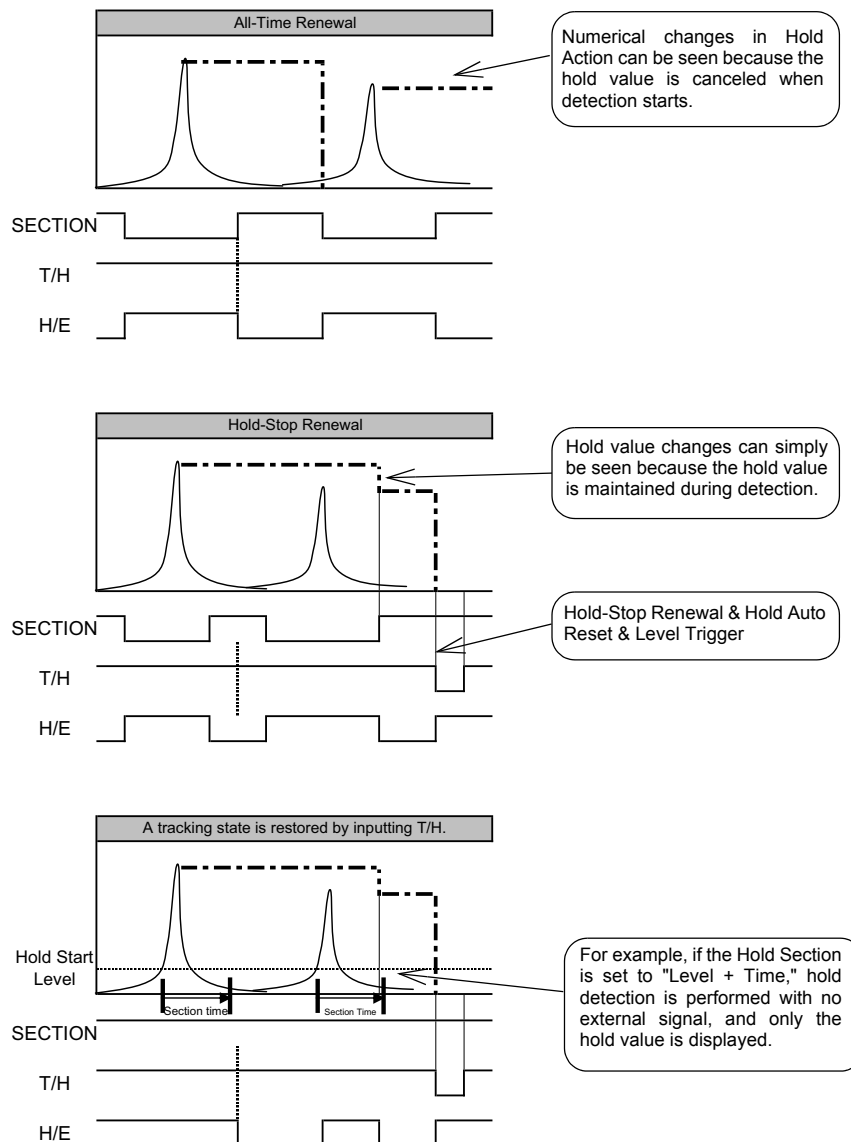 All-Time Renewal
Numerical changes in Hold
Action can be seen because the
hold value is canceled when
detection starts.
SECTION
T/H
H/E
Hold-Stop Renewal
Hold value changes can simply
be seen because the hold value
is maintained during detection.
Hold-Stop Renewal & Hold Auto
Reset & Level Trigger
SECTION
T/H
H/E
A tracking state is restored by inputting T/H.
Hold Start
Level
Section time
Section Time
For example, if the Hold Section
is set to "Level + Time," hold
detection is performed with no
external signal, and only the
hold value is displayed.
SECTION
T/H
H/E